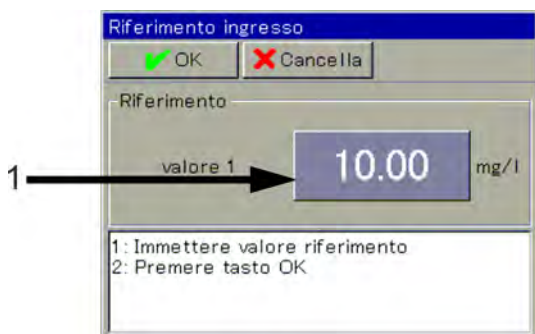 Riferimento ingresso
OK Cancella
Riferimento
1 valore 1 10.00 mg/l
1: Immettere valore riferimento
2: Premere tasto OK